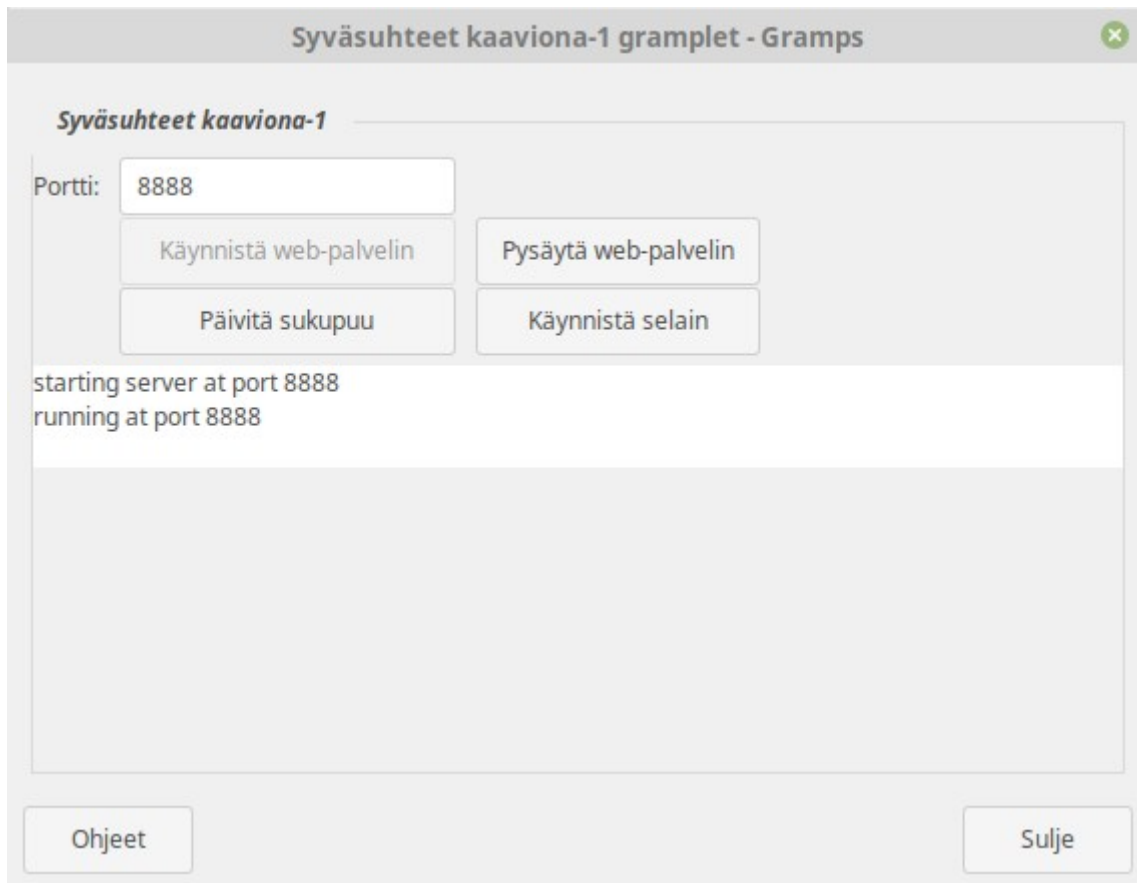 Syväsuhteet kaaviona-1 gramplet - Gramps
Syväsuhteet kaaviona-1
Portti: 8888
Käynnistä web-palvelin Pysäytä web-palvelin
Päivitä sukupuu Käynnistä selain
starting server at port 8888
running at port 8888
Ohjeet Sulje